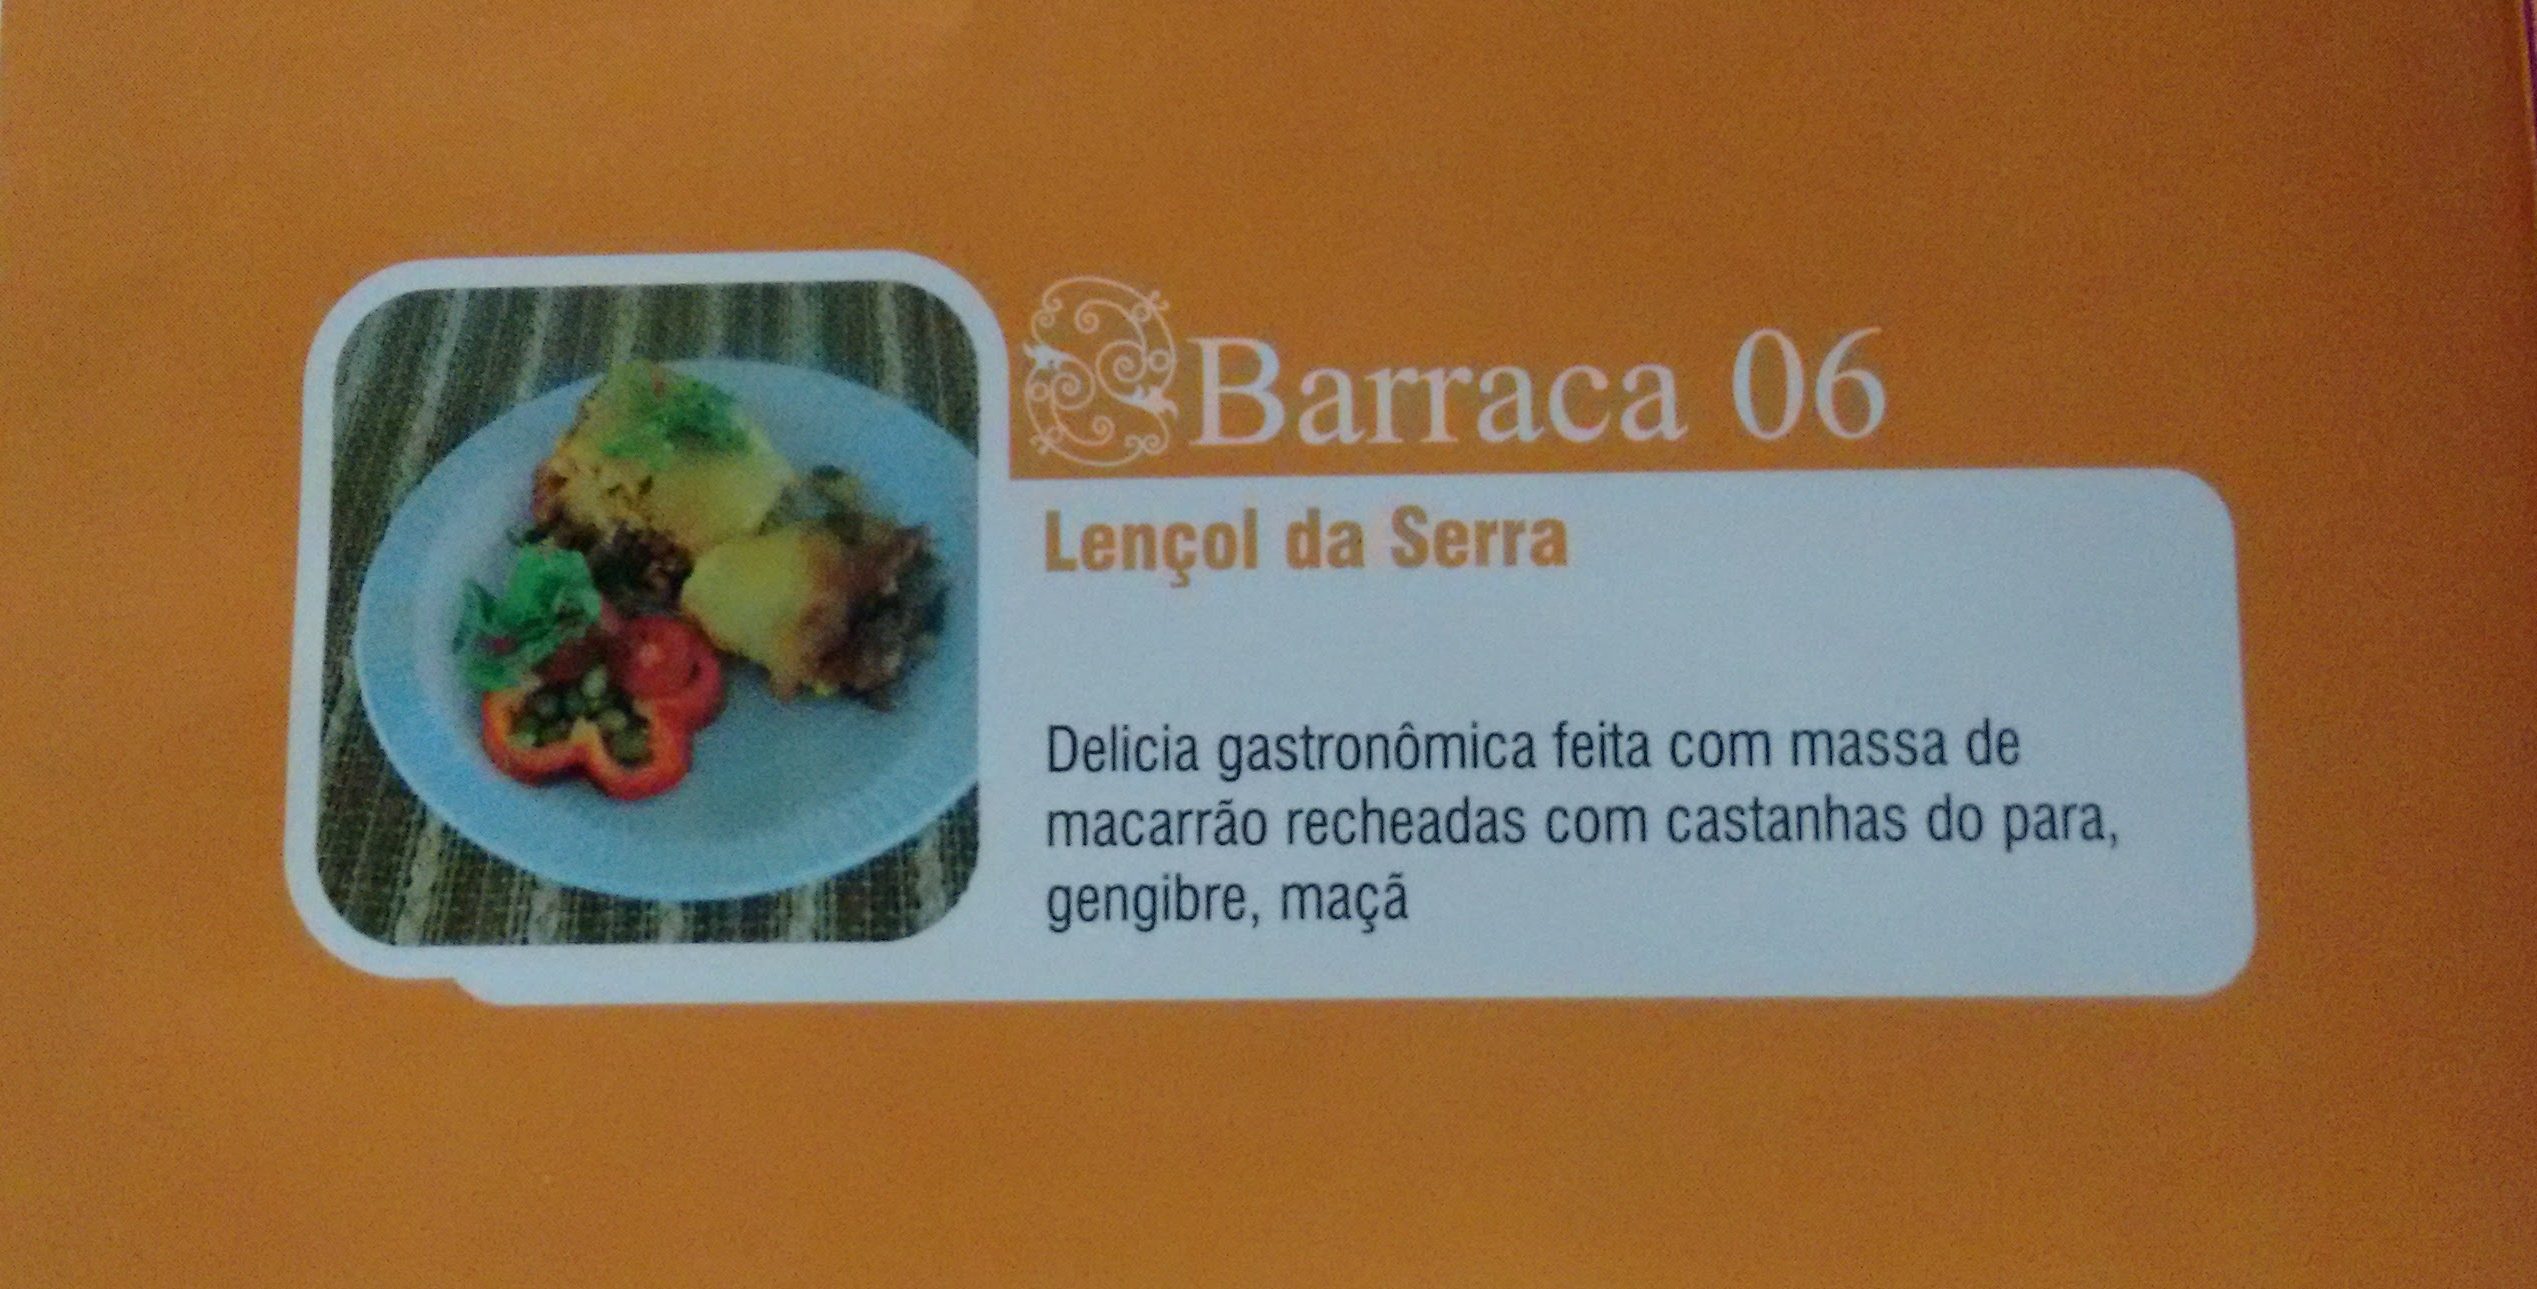 Barraca 06
Lençol da Serra
Delicia gastronômica feita com massa de
macarrão recheadas com castanhas do para,
gengibre, maçã